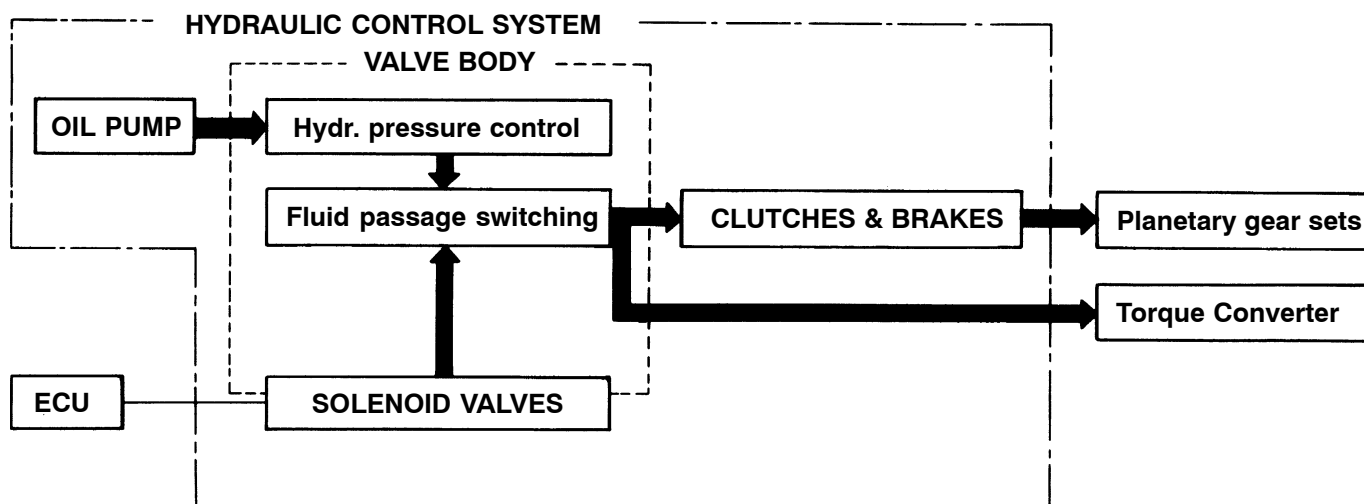 HYDRAULIC CONTROL SYSTEM
VALVE BODY
OIL PUMP
Hydr. pressure control
Fluid passage switching
CLUTCHES & BRAKES
Planetary gear sets
Torque Converter
ECU
SOLENOID VALVES